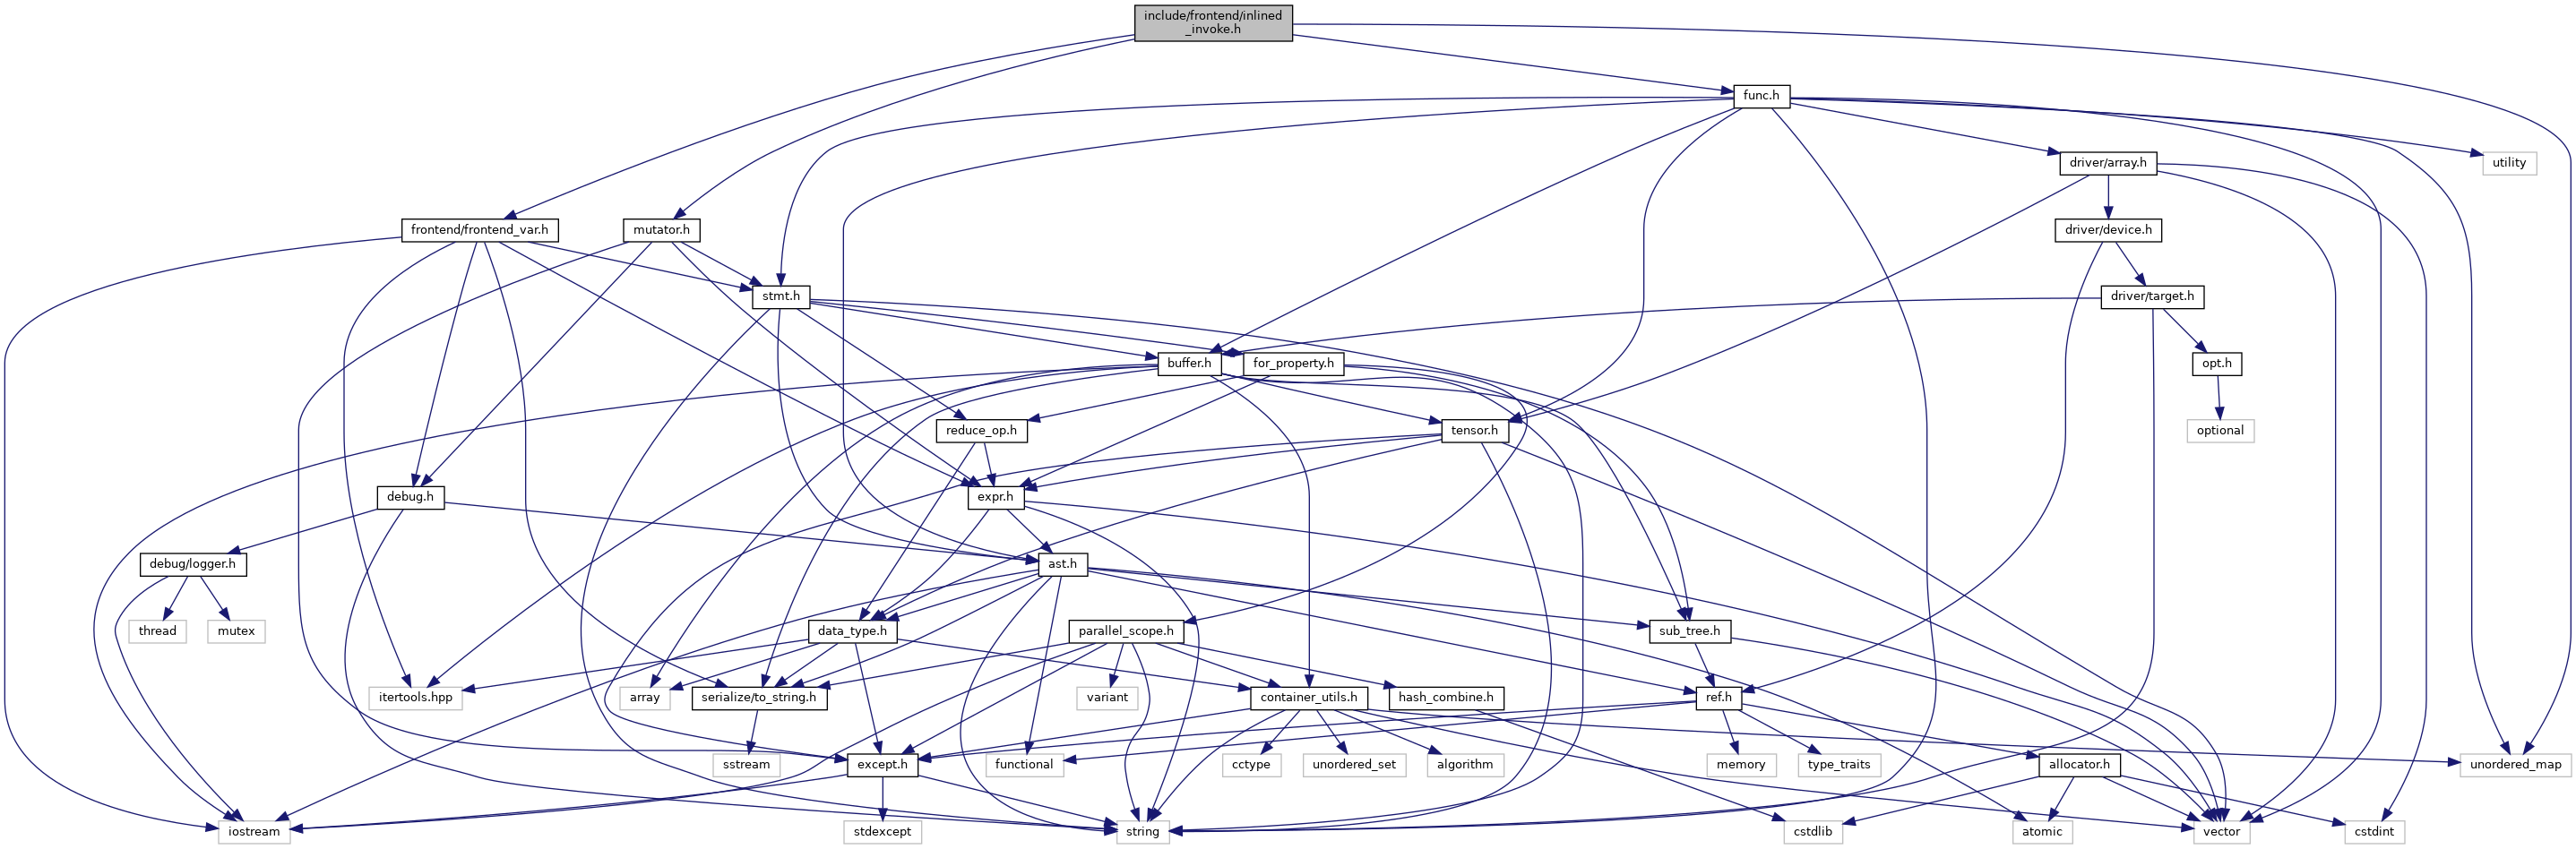 include/frontend/inlined
_invoke.h
func.h
utility
driver/array.h
frontend/frontend_var.h
mutator.h
driver/device.h
stmt.h
driver/target.h
buffer.h
for_property.h
opt.h
reduce_op.h
tensor.h
optional
debug.h
expr.h
debug/logger.h
ast.h
thread
mutex
data_type.h
parallel_scope.h
sub_tree.h
itertools.hpp
array
serialize/to_string.h
variant
container_utils.h
hash_combine.h
ref.h
sstream
except.h
functional
cctype
unordered_set
algorithm
memory
type_traits
allocator.h
unordered_map
iostream
stdexcept
string
cstdlib
atomic
vector
cstdint